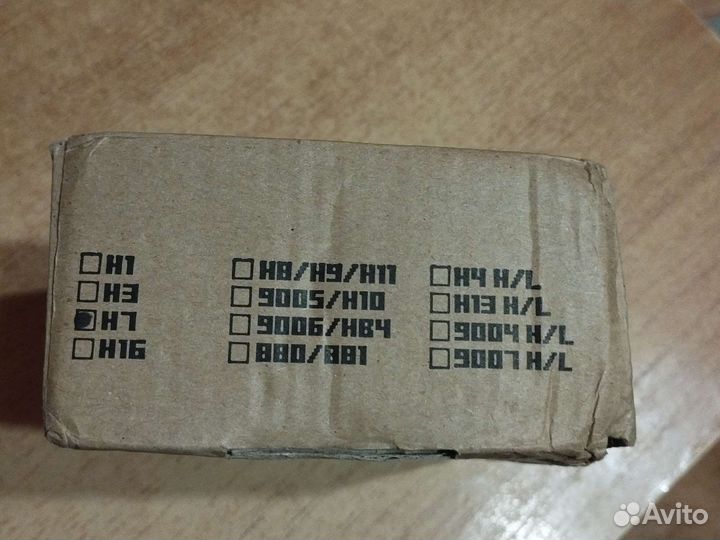 H1
H3
H7
H16
H8/H9/H11
9005/H10
9006/HB4
880/881
H4 H/L
H13 H/L
9004 H/L
9007 H/L
Avito